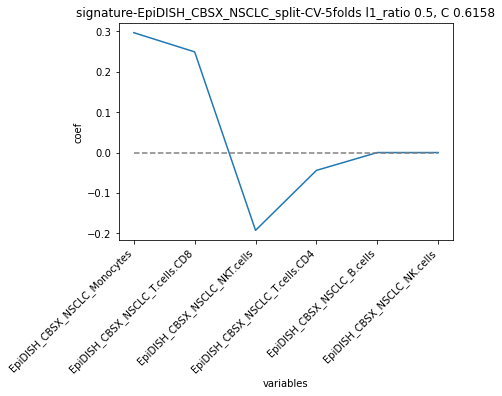 signature-EpiDISH_CBSX_NSCLC_split-CV-5folds l1_ratio 0.5, C 0.6158
0.3
0.2
0.1
0.0
−0.1
−0.2
coef
EpiDISH_CBSX_NSCLC_Monocytes
EpiDISH_CBSX_NSCLC_T.cells.CD8
EpiDISH_CBSX_NSCLC_NKT.cells
EpiDISH_CBSX_NSCLC_T.cells.CD4
EpiDISH_CBSX_NSCLC_B.cells
EpiDISH_CBSX_NSCLC_NK.cells
variables